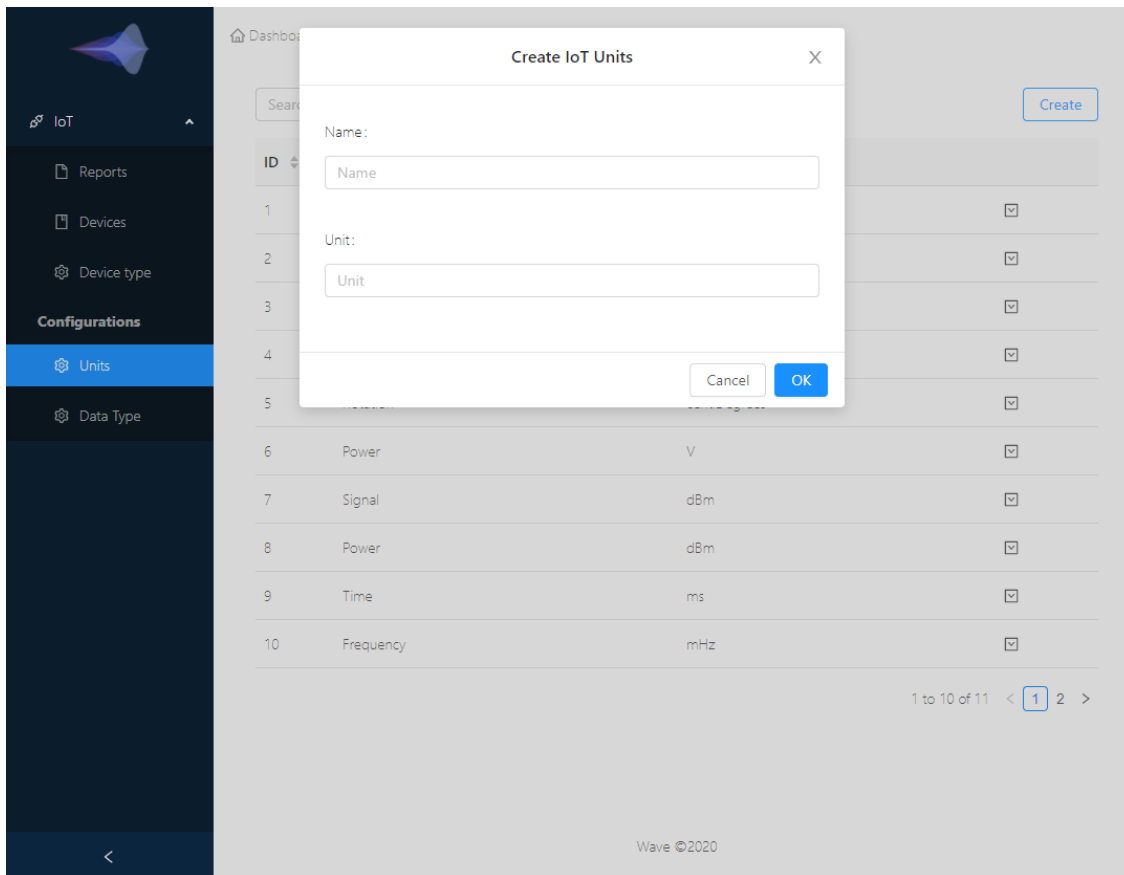 Create IoT Units
Create
IoT
Name:
Name
ID
Reports
1
Devices
Unit:
2
Device type
Unit
3
Configurations
4
Units
Cancel
OK
5
Data Type
6 Power V
7 Signal dBm
8 Power dBm
9 Time ms
10 Frequency mHz
1 to 10 of 11 < 1 2 >
Wave ©2020